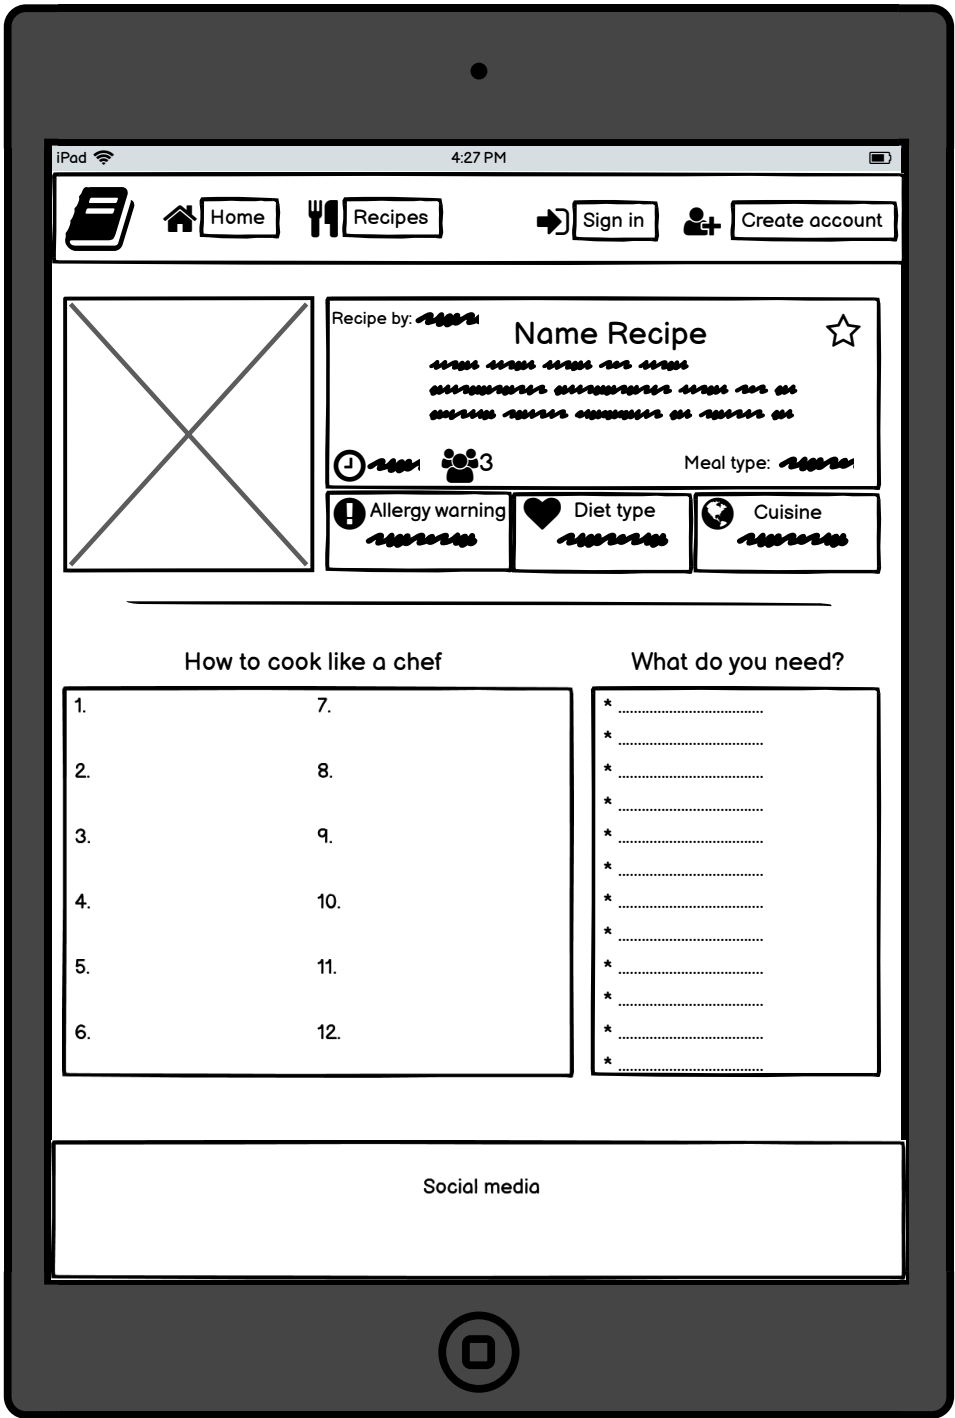 iPad
4:27 PM
Home
Recipes
Sign in
Create account
Recipe by:
Name Recipe
3
Meal type:
Allergy warning
Diet type
Cuisine
How to cook like a chef
1.
2.
3.
4.
5.
6.
7.
8.
9.
10.
11.
12.
What do you need?
* ....................................
* ....................................
* ....................................
* ....................................
* ....................................
* ....................................
* ....................................
* ....................................
* ....................................
* ....................................
* ....................................
* ....................................
Social media